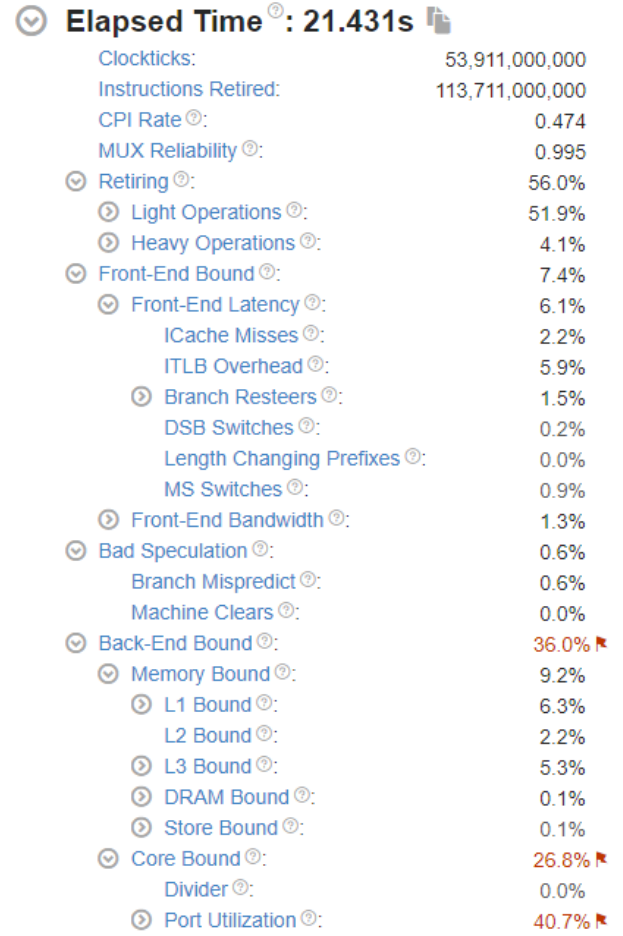 Elapsed Time ?: 21.431s
Clockticks: 53,911,000,000
Instructions Retired: 113,711,000,000
CPI Rate ?: 0.474
MUX Reliability ?: 0.995
Retiring ?: 56.0%
Light Operations ?: 51.9%
Heavy Operations ?: 4.1%
Front-End Bound ?: 7.4%
Front-End Latency ?: 6.1%
ICache Misses ?: 2.2%
ITLB Overhead ?: 5.9%
Branch Resteers ?: 1.5%
DSB Switches ?: 0.2%
Length Changing Prefixes ?: 0.0%
MS Switches ?: 0.9%
Front-End Bandwidth ?: 1.3%
Bad Speculation ?: 0.6%
Branch Mispredict ?: 0.6%
Machine Clears ?: 0.0%
Back-End Bound ?: 36.0%
Memory Bound ?: 9.2%
L1 Bound ?: 6.3%
L2 Bound ?: 2.2%
L3 Bound ?: 5.3%
DRAM Bound ?: 0.1%
Store Bound ?: 0.1%
Core Bound ?: 26.8%
Divider ?: 0.0%
Port Utilization ?: 40.7%